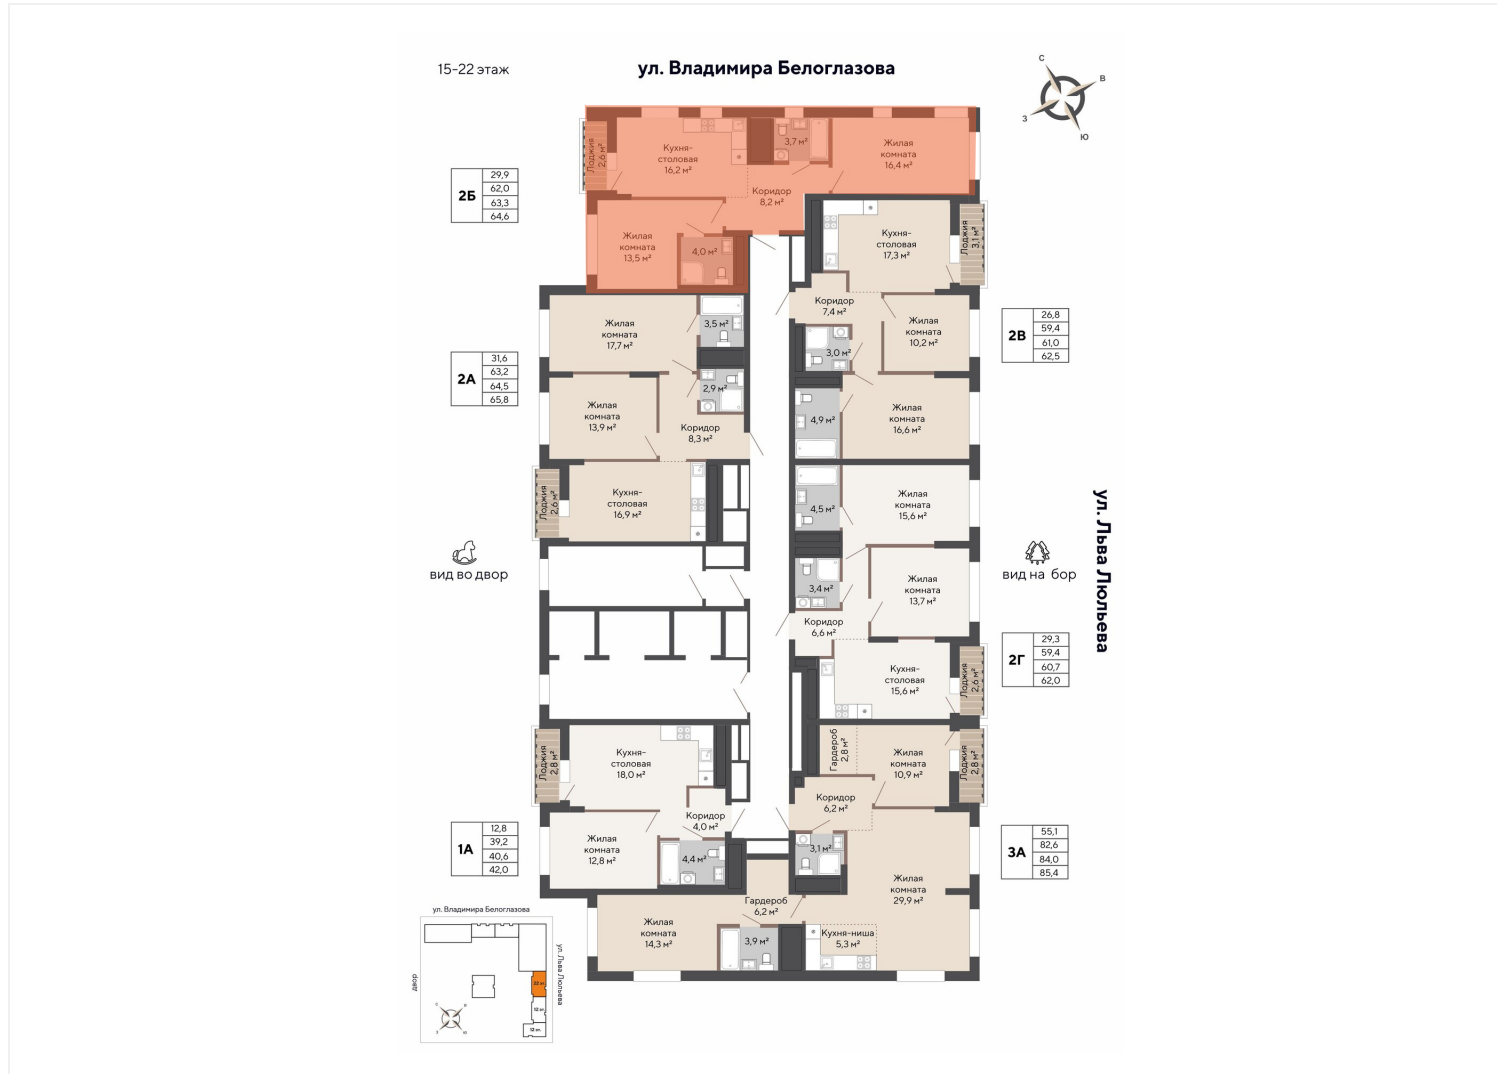 15-22 этаж
ул. Владимира Белоглазова
С
В
З
Ю
Лоджия
2,6 м²
Кухня-
столовая
16,2 м²
3,7 м²
Жилая
комната
16,4 м²
Коридор
8,2 м²
2Б
29,9
62,0
63,3
64,6
Жилая
комната
13,5 м²
4,0 м²
Кухня-
столовая
17,3 м²
Лоджия
3,1 м²
Жилая
комната
17,7 м²
3,5 м²
Коридор
7,4 м²
Жилая
комната
10,2 м²
3,0 м²
2В
26,8
59,4
61,0
62,5
2А
31,6
63,2
64,5
65,8
2,9 м²
Жилая
комната
13,9 м²
Коридор
8,3 м²
4,9 м²
Жилая
комната
16,6 м²
Лоджия
2,6 м²
Кухня-
столовая
16,9 м²
4,5 м²
Жилая
комната
15,6 м²
ул. Льва Люльева
вид во двор
вид на бор
3,4 м²
Жилая
комната
13,7 м²
Коридор
6,6 м²
Кухня-
столовая
15,6 м²
Лоджия
2,6 м²
2Г
29,3
59,4
60,7
62,0
Лоджия
2,8 м²
Кухня-
столовая
18,0 м²
Гардероб
2,8 м²
Жилая
комната
10,9 м²
Лоджия
2,8 м²
Коридор
4,0 м²
Коридор
6,2 м²
1А
12,8
39,2
40,6
42,0
Жилая
комната
12,8 м²
4,4 м²
3,1 м²
3А
55,1
82,6
84,0
85,4
Жилая
комната
29,9 м²
Гардероб
6,2 м²
Жилая
комната
14,3 м²
3,9 м²
Кухня-ниша
5,3 м²
ул. Владимира Белоглазова
ул. Льва Люльева
двор
22 эт.
12 эт.
12 эт.
С
В
З
Ю